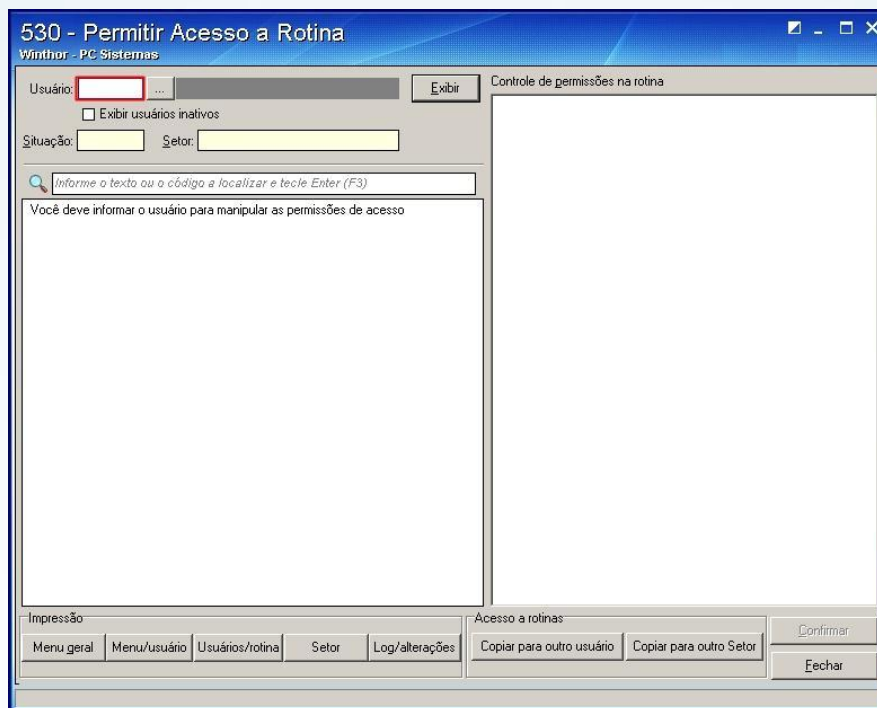 530 - Permitir Acesso a Rotina
Winthor - PC Sistemas
Usuário:
...
Exibir
Exibir usuários inativos
Situação:
Setor:
Informe o texto ou o código a localizar e tecle Enter (F3)
Você deve informar o usuário para manipular as permissões de acesso
Controle de permissões na rotina
Impressão
Menu geral
Menu/usuário
Usuários/rotina
Setor
Log/alterações
Acesso a rotinas
Copiar para outro usuário
Copiar para outro Setor
Confirmar
Fechar